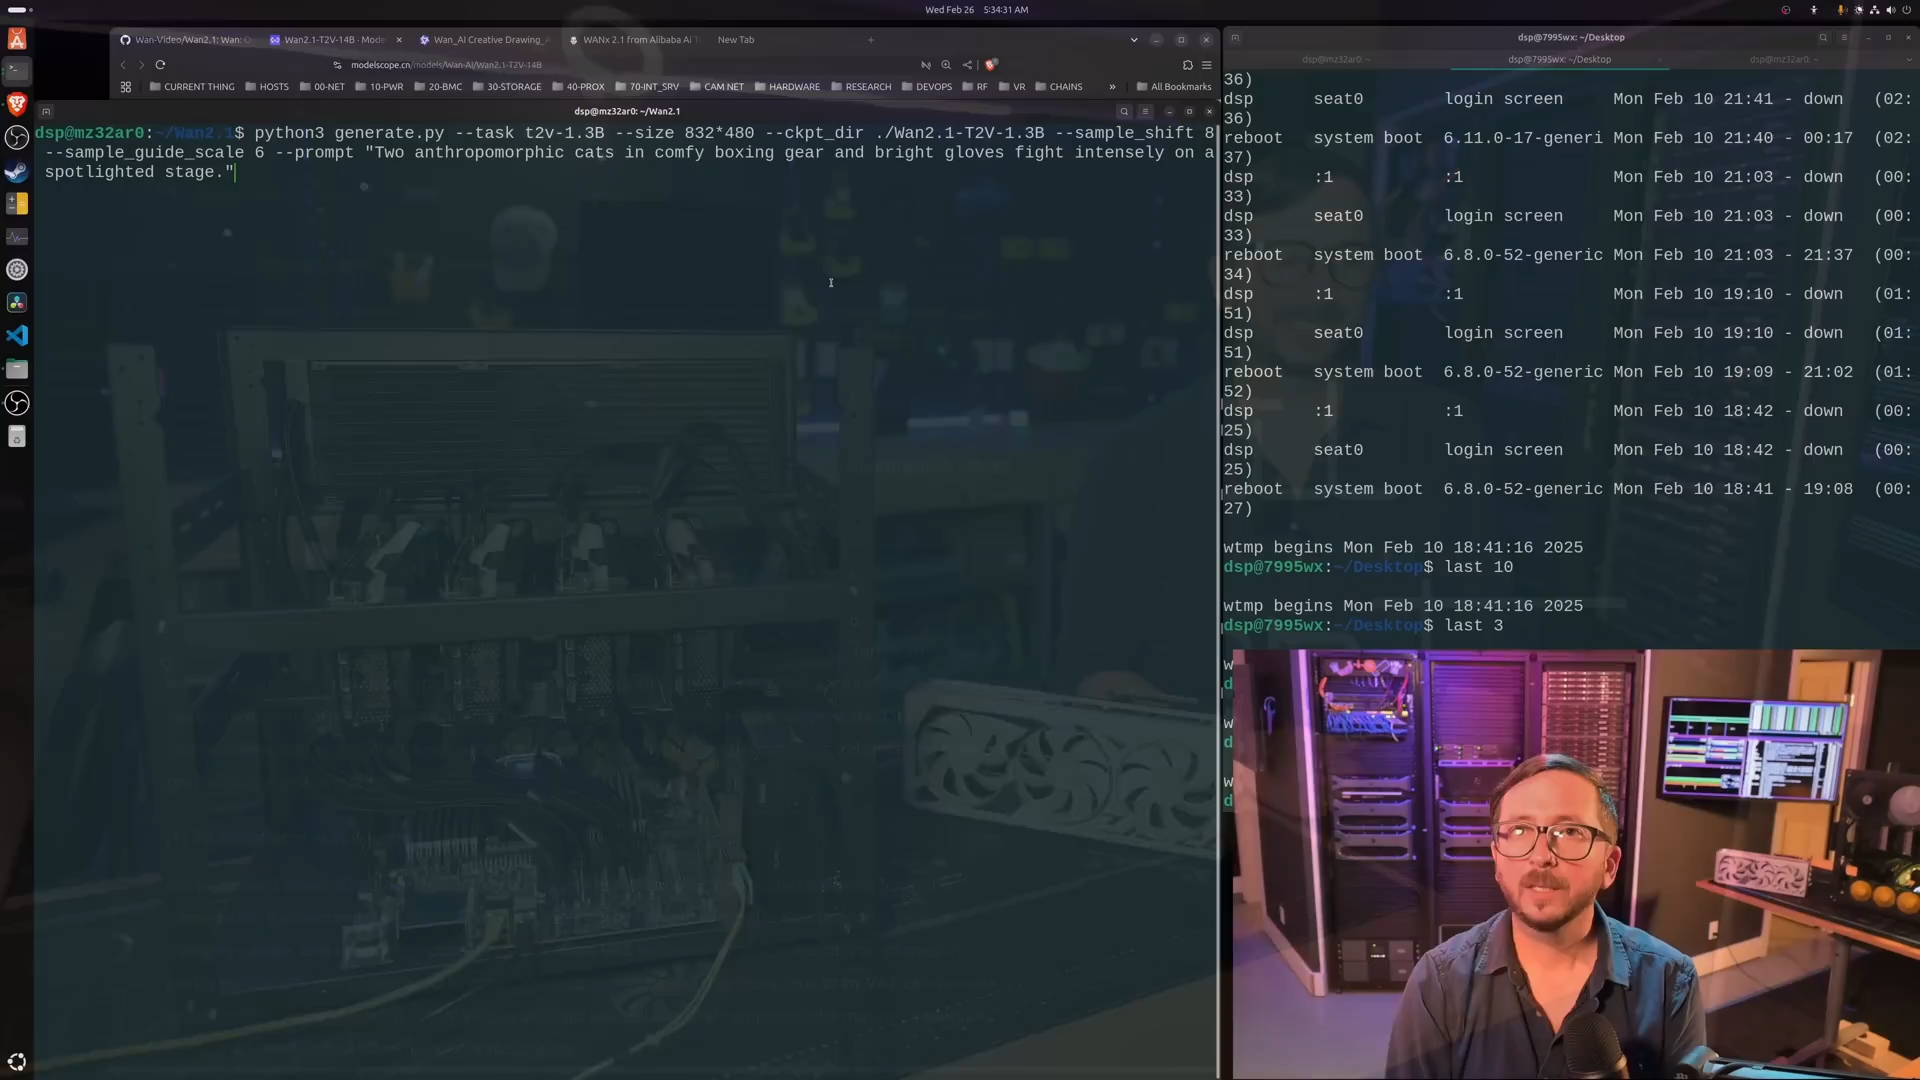 Wed Feb 26 5:34:31 AM
Wan-Video/Wan2.1: Wan:
Wan2.1-T2V-14B · Mode
Wan_AI Creative Drawing_
WANx 2.1 from Alibaba AI T
New Tab
modelscope.cn/models/Wan-AI/Wan2.1-T2V-14B
CURRENT THING HOSTS 00-NET 10-PWR 20-BMC 30-STORAGE 40-PROX 70-INT_SRV CAM NET HARDWARE RESEARCH DEVOPS RF VR CHAINS » All Bookmarks
dsp@mz32ar0: ~/Wan2.1
dsp@mz32ar0:~/Wan2.1$ python3 generate.py --task t2v-1.3B --size 832*480 --ckpt_dir ./Wan2.1-T2V-1.3B --sample_shift 8
--sample_guide_scale 6 --prompt "Two anthropomorphic cats in comfy boxing gear and bright gloves fight intensely on a
spotlighted stage."
dsp@7995wx: ~/Desktop
dsp@mz32ar0: ~
dsp@7995wx: ~/Desktop
dsp@mz32ar0: ~
36)
dsp seat0 login screen Mon Feb 10 21:41 - down (02:
36)
reboot system boot 6.11.0-17-generi Mon Feb 10 21:40 - 00:17 (02:
37)
dsp :1 :1 Mon Feb 10 21:03 - down (00:
33)
dsp seat0 login screen Mon Feb 10 21:03 - down (00:
33)
reboot system boot 6.8.0-52-generic Mon Feb 10 21:03 - 21:37 (00:
34)
dsp :1 :1 Mon Feb 10 19:10 - down (01:
51)
dsp seat0 login screen Mon Feb 10 19:10 - down (01:
51)
reboot system boot 6.8.0-52-generic Mon Feb 10 19:09 - 21:02 (01:
52)
dsp :1 :1 Mon Feb 10 18:42 - down (00:
25)
dsp seat0 login screen Mon Feb 10 18:42 - down (00:
25)
reboot system boot 6.8.0-52-generic Mon Feb 10 18:41 - 19:08 (00:
27)
wtmp begins Mon Feb 10 18:41:16 2025
dsp@7995wx:~/Desktop$ last 10
wtmp begins Mon Feb 10 18:41:16 2025
dsp@7995wx:~/Desktop$ last 3
w
d
w
d
w
d